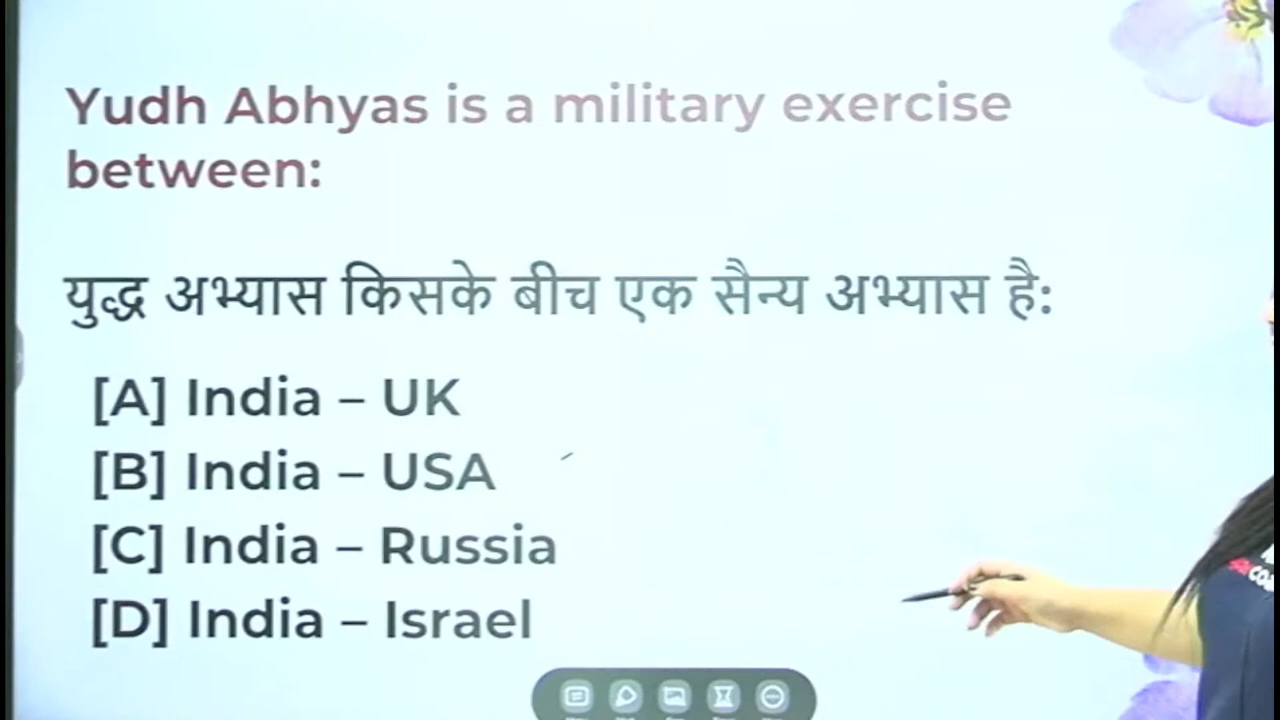 Yudh Abhyas is a military exercise
between:
युद्ध अभ्यास किसके बीच एक सैन्य अभ्यास है:
[A] India – UK
[B] India – USA
[C] India – Russia
[D] India – Israel